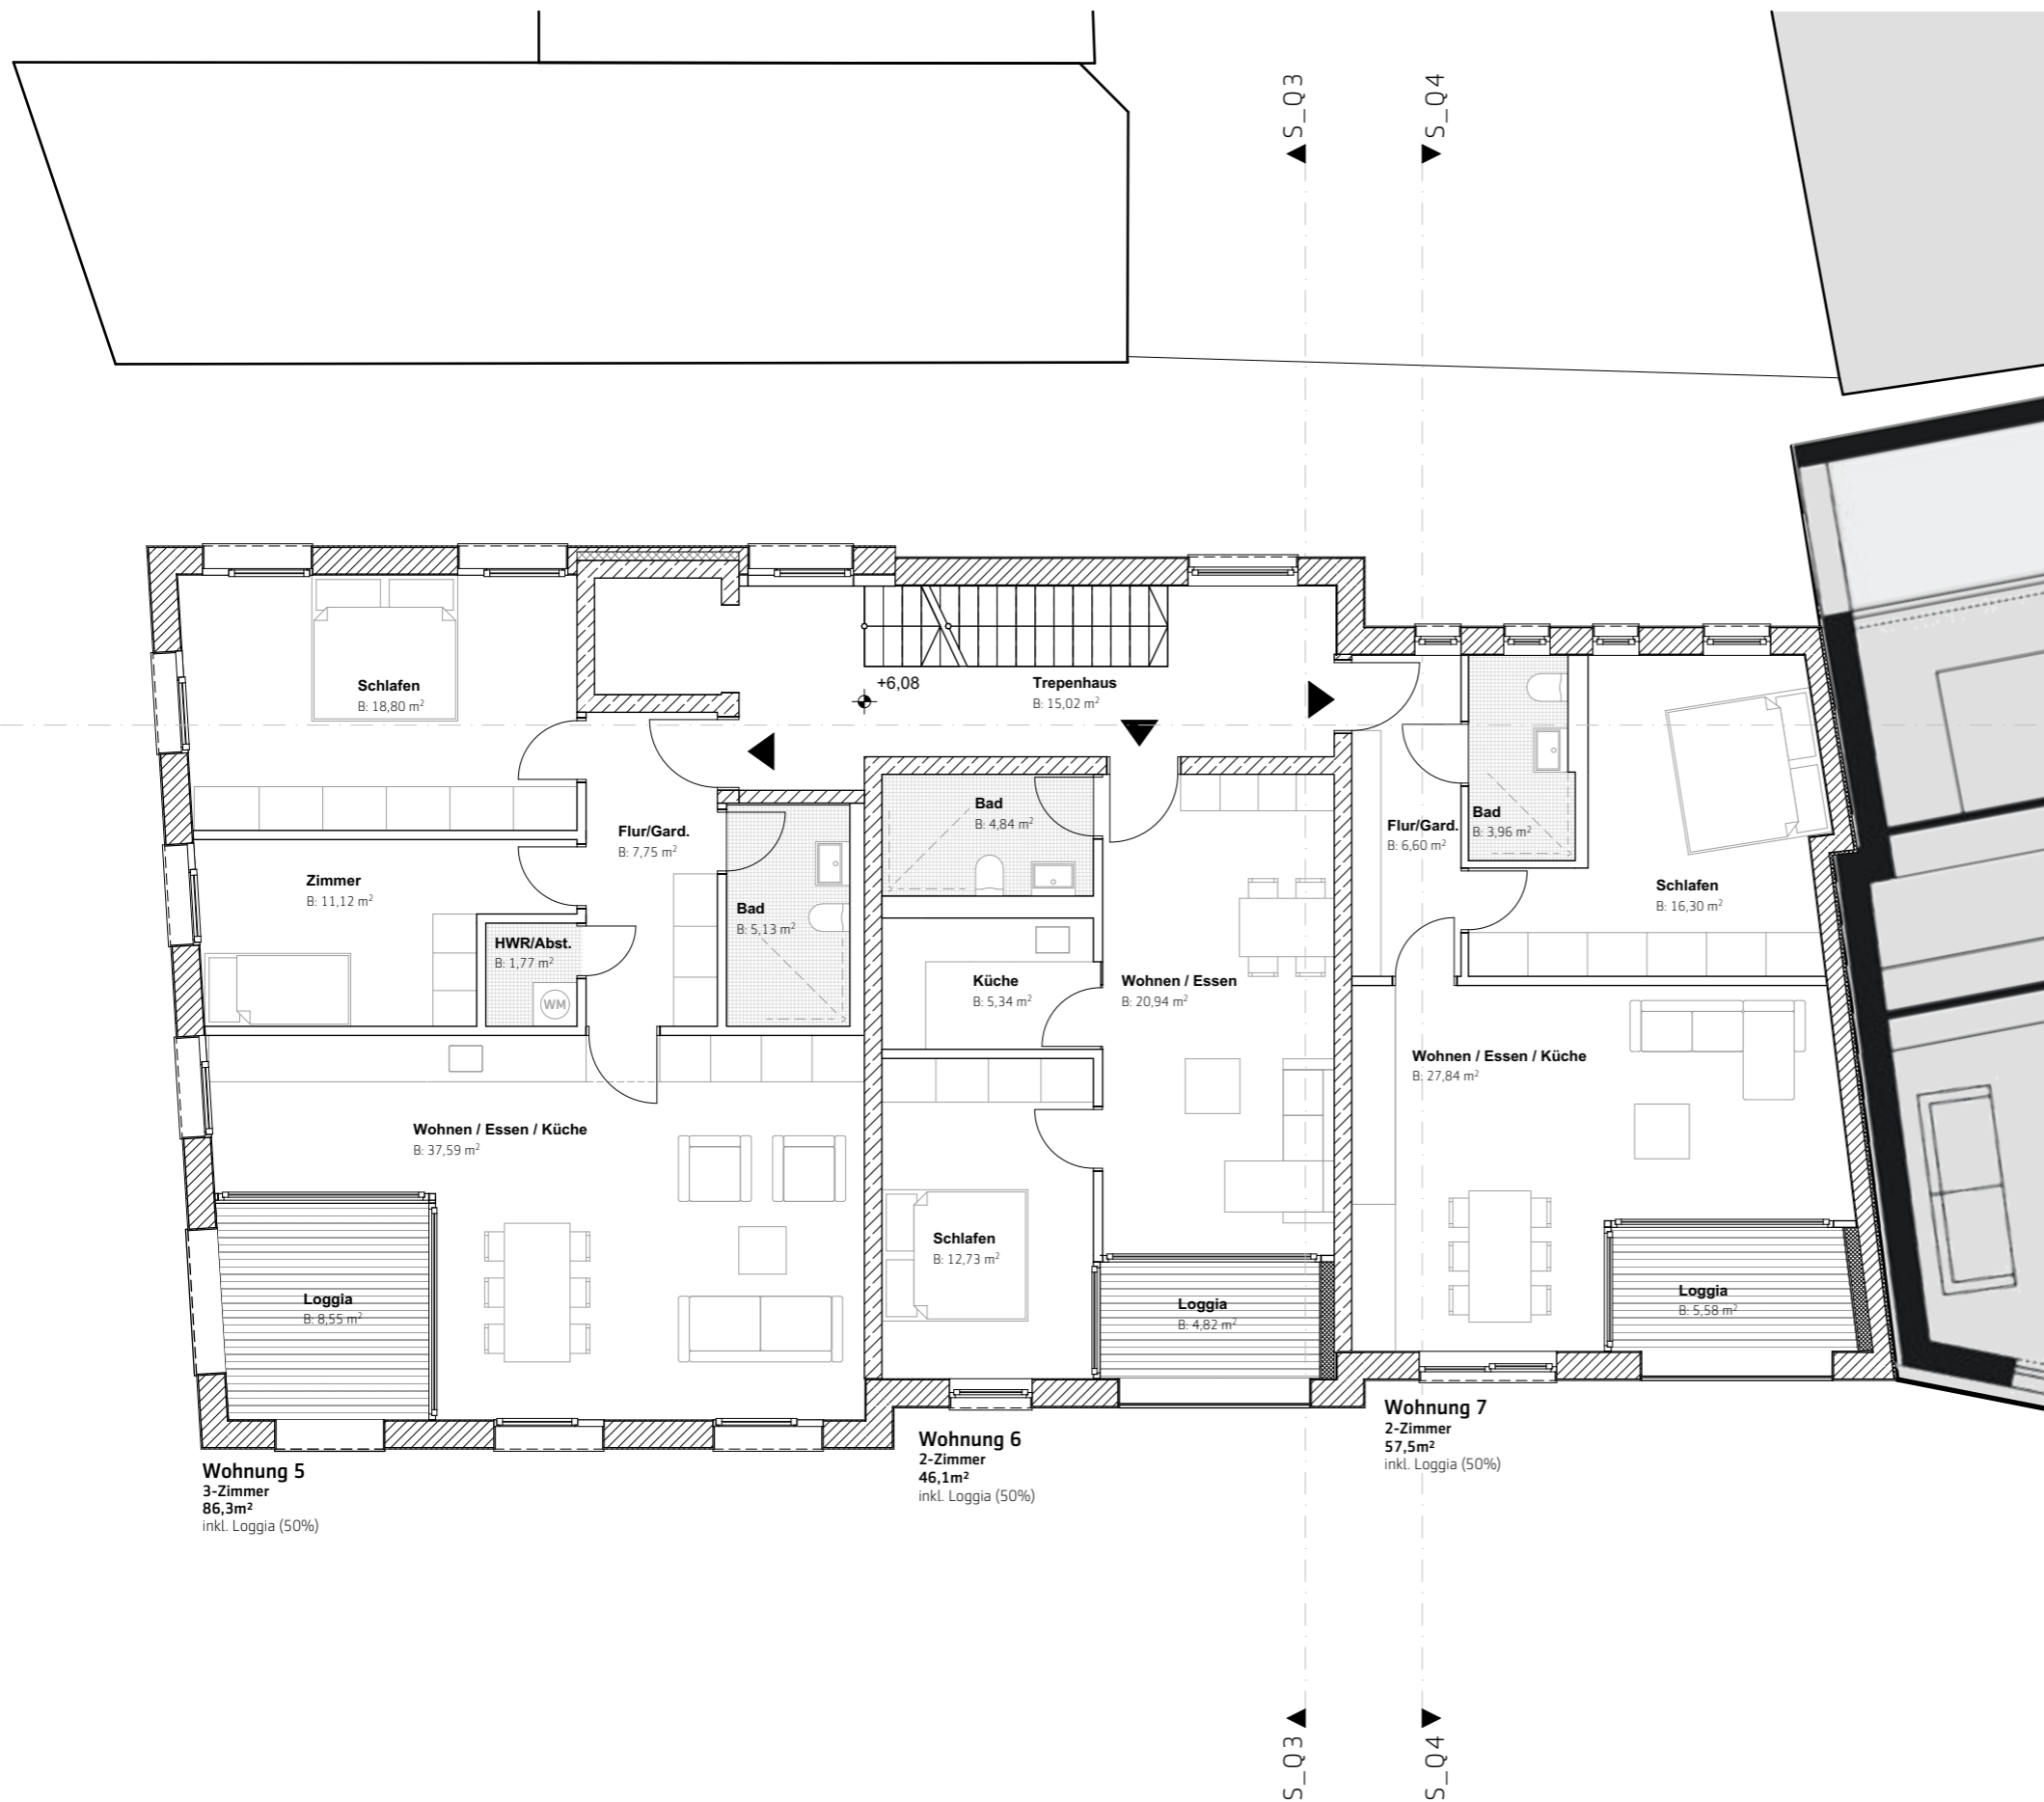 S_Q3
S_Q4
Schlafen
B: 18,80 m²
+6,08
Trepenhaus
B: 15,02 m²
Flur/Gard.
B: 7,75 m²
Bad
B: 4,84 m²
Flur/Gard.
B: 6,60 m²
Bad
B: 3,96 m²
Zimmer
B: 11,12 m²
Bad
B: 5,13 m²
Schlafen
B: 16,30 m²
HWR/Abst.
B: 1,77 m²
WM
Küche
B: 5,34 m²
Wohnen / Essen
B: 20,94 m²
Wohnen / Essen / Küche
B: 27,84 m²
Wohnen / Essen / Küche
B: 37,59 m²
Schlafen
B: 12,73 m²
Loggia
B: 8,55 m²
Loggia
B: 4,82 m²
Loggia
B: 5,58 m²
Wohnung 5
3-Zimmer
86,3m²
inkl. Loggia (50%)
Wohnung 6
2-Zimmer
46,1m²
inkl. Loggia (50%)
Wohnung 7
2-Zimmer
57,5m²
inkl. Loggia (50%)
S_Q3
S_Q4